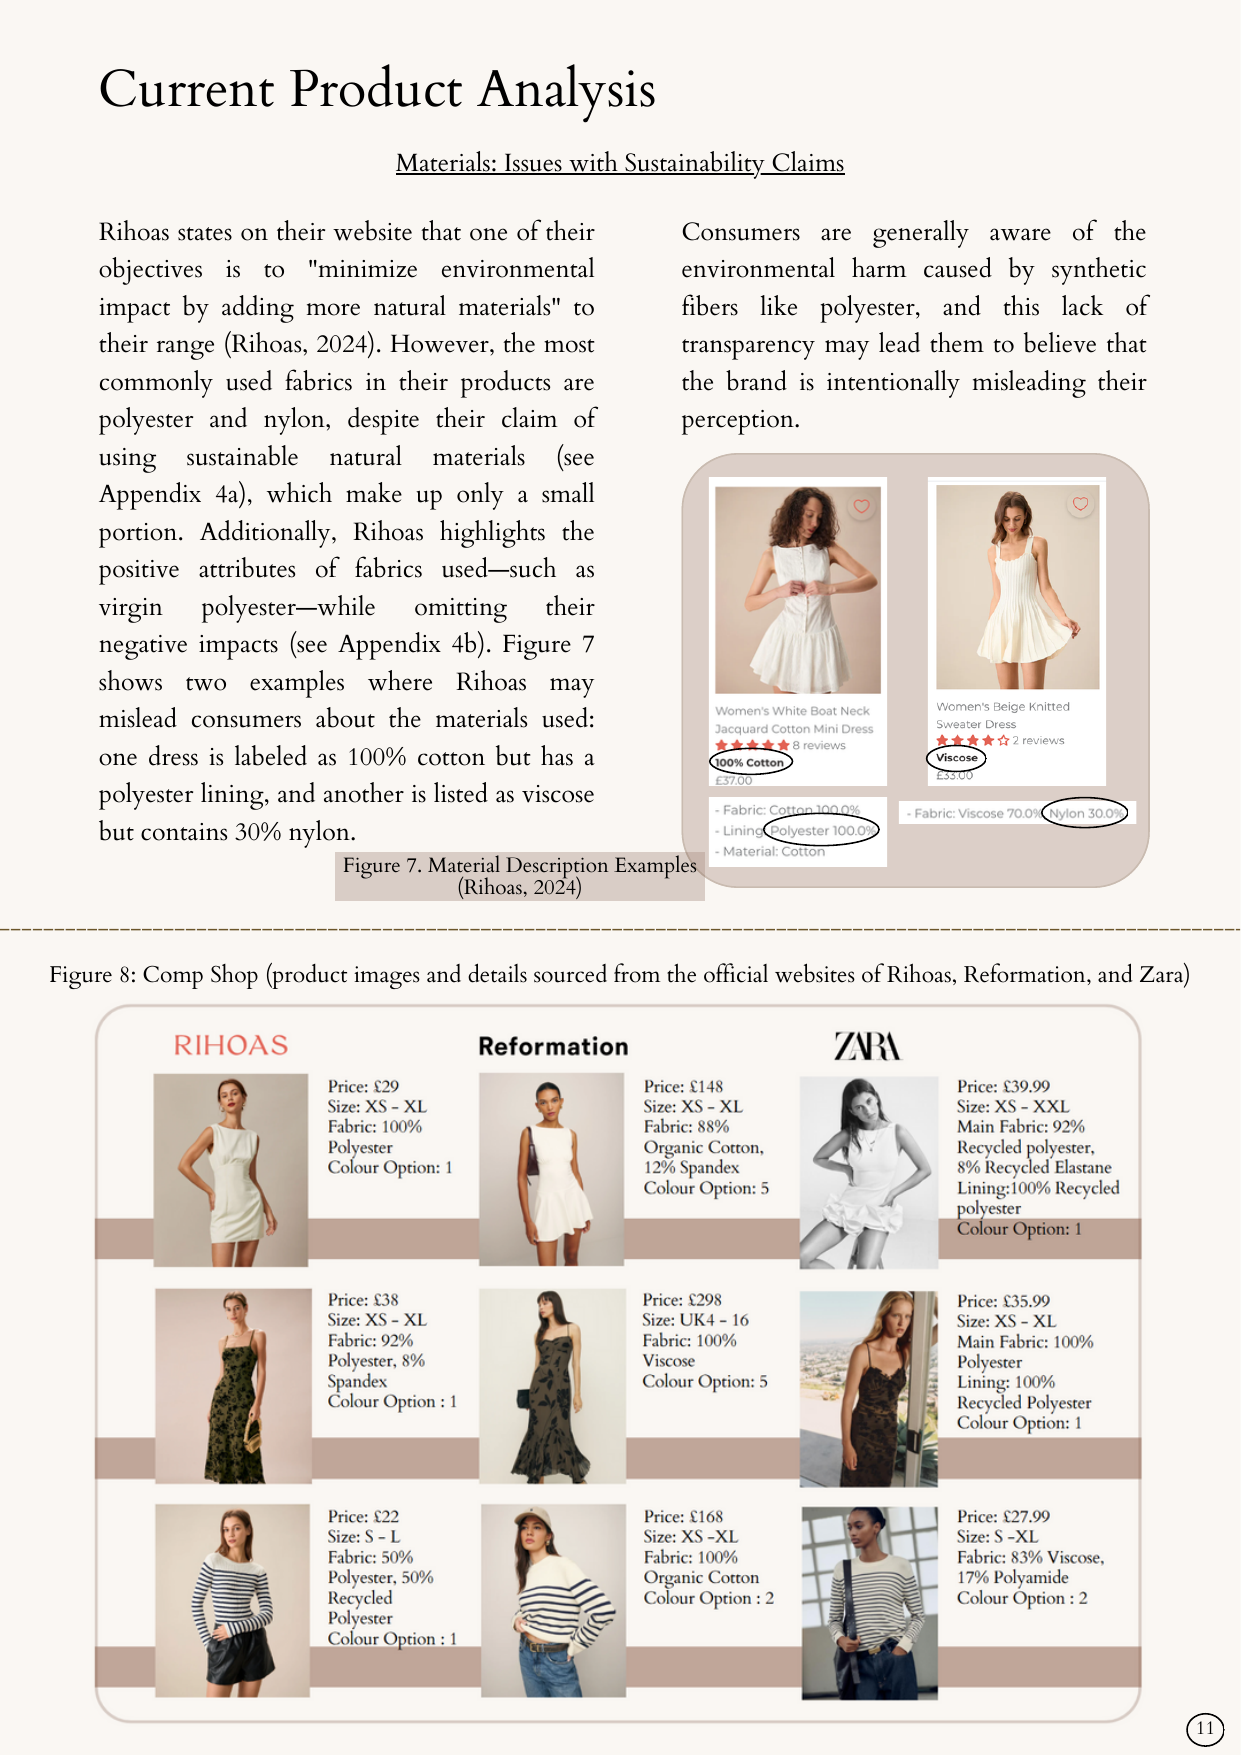 Current Product Analysis
Materials: Issues with Sustainability Claims
Rihoas states on their website that one of their
objectives is to "minimize environmental
impact by adding more natural materials" to
their range (Rihoas, 2024). However, the most
commonly used fabrics in their products are
polyester and nylon, despite their claim of
using sustainable natural materials (see
Appendix 4a), which make up only a small
portion. Additionally, Rihoas highlights the
positive attributes of fabrics used—such as
virgin polyester—while omitting their
negative impacts (see Appendix 4b). Figure 7
shows two examples where Rihoas may
mislead consumers about the materials used:
one dress is labeled as 100% cotton but has a
polyester lining, and another is listed as viscose
but contains 30% nylon.
Consumers are generally aware of the
environmental harm caused by synthetic
fibers like polyester, and this lack of
transparency may lead them to believe that
the brand is intentionally misleading their
perception.
Women's White Boat Neck
Jacquard Cotton Mini Dress
8 reviews
100% Cotton
£37.00
- Fabric: Cotton 100.0%
- Lining: Polyester 100.0%
- Material: Cotton
Women's Beige Knitted
Sweater Dress
2 reviews
Viscose
£33.00
- Fabric: Viscose 70.0% Nylon 30.0%
Figure 7. Material Description Examples
(Rihoas, 2024)
Figure 8: Comp Shop (product images and details sourced from the official websites of Rihoas, Reformation, and Zara)
RIHOAS
Reformation
ZARA
Price: £29
Size: XS - XL
Fabric: 100%
Polyester
Colour Option: 1
Price: £148
Size: XS - XL
Fabric: 88%
Organic Cotton,
12% Spandex
Colour Option: 5
Price: £39.99
Size: XS - XXL
Main Fabric: 92%
Recycled polyester,
8% Recycled Elastane
Lining:100% Recycled
polyester
Colour Option: 1
Price: £38
Size: XS - XL
Fabric: 92%
Polyester, 8%
Spandex
Colour Option : 1
Price: £298
Size: UK4 - 16
Fabric: 100%
Viscose
Colour Option: 5
Price: £35.99
Size: XS - XL
Main Fabric: 100%
Polyester
Lining: 100%
Recycled Polyester
Colour Option: 1
Price: £22
Size: S - L
Fabric: 50%
Polyester, 50%
Recycled
Polyester
Colour Option : 1
Price: £168
Size: XS -XL
Fabric: 100%
Organic Cotton
Colour Option : 2
Price: £27.99
Size: S -XL
Fabric: 83% Viscose,
17% Polyamide
Colour Option : 2
11